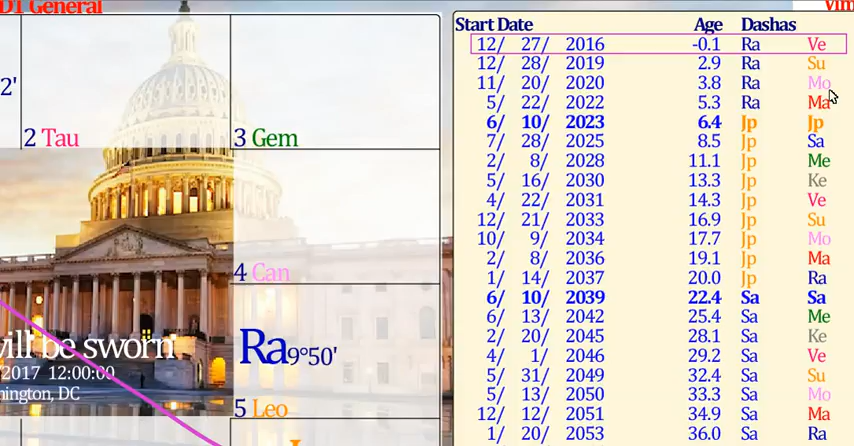 DT General
Vim
2'
2 Tau
3 Gem
4 Can
Ra 9°50'
5 Leo
will be sworn
2017 12:00:00
hington, DC
Start Date Age Dashas
12/ 27/ 2016 -0.1 Ra Ve
12/ 28/ 2019 2.9 Ra Su
11/ 20/ 2020 3.8 Ra Mo
5/ 22/ 2022 5.3 Ra Ma
6/ 10/ 2023 6.4 Jp Jp
7/ 28/ 2025 8.5 Jp Sa
2/ 8/ 2028 11.1 Jp Me
5/ 16/ 2030 13.3 Jp Ke
4/ 22/ 2031 14.3 Jp Ve
12/ 21/ 2033 16.9 Jp Su
10/ 9/ 2034 17.7 Jp Mo
2/ 8/ 2036 19.1 Jp Ma
1/ 14/ 2037 20.0 Jp Ra
6/ 10/ 2039 22.4 Sa Sa
6/ 13/ 2042 25.4 Sa Me
2/ 20/ 2045 28.1 Sa Ke
4/ 1/ 2046 29.2 Sa Ve
5/ 31/ 2049 32.4 Sa Su
5/ 13/ 2050 33.3 Sa Mo
12/ 12/ 2051 34.9 Sa Ma
1/ 20/ 2053 36.0 Sa Ra